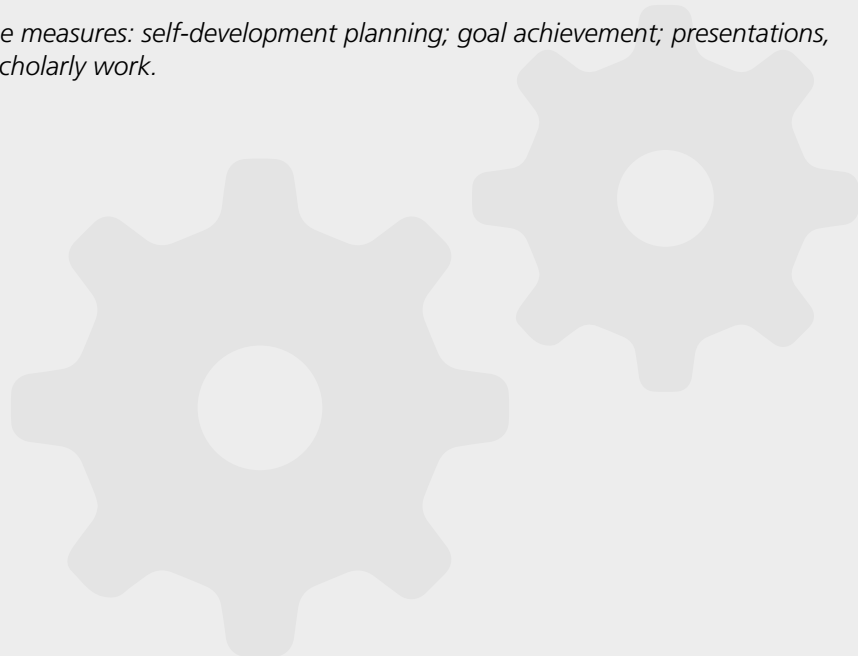 e measures: self-development planning; goal achievement; presentations,
cholarly work.